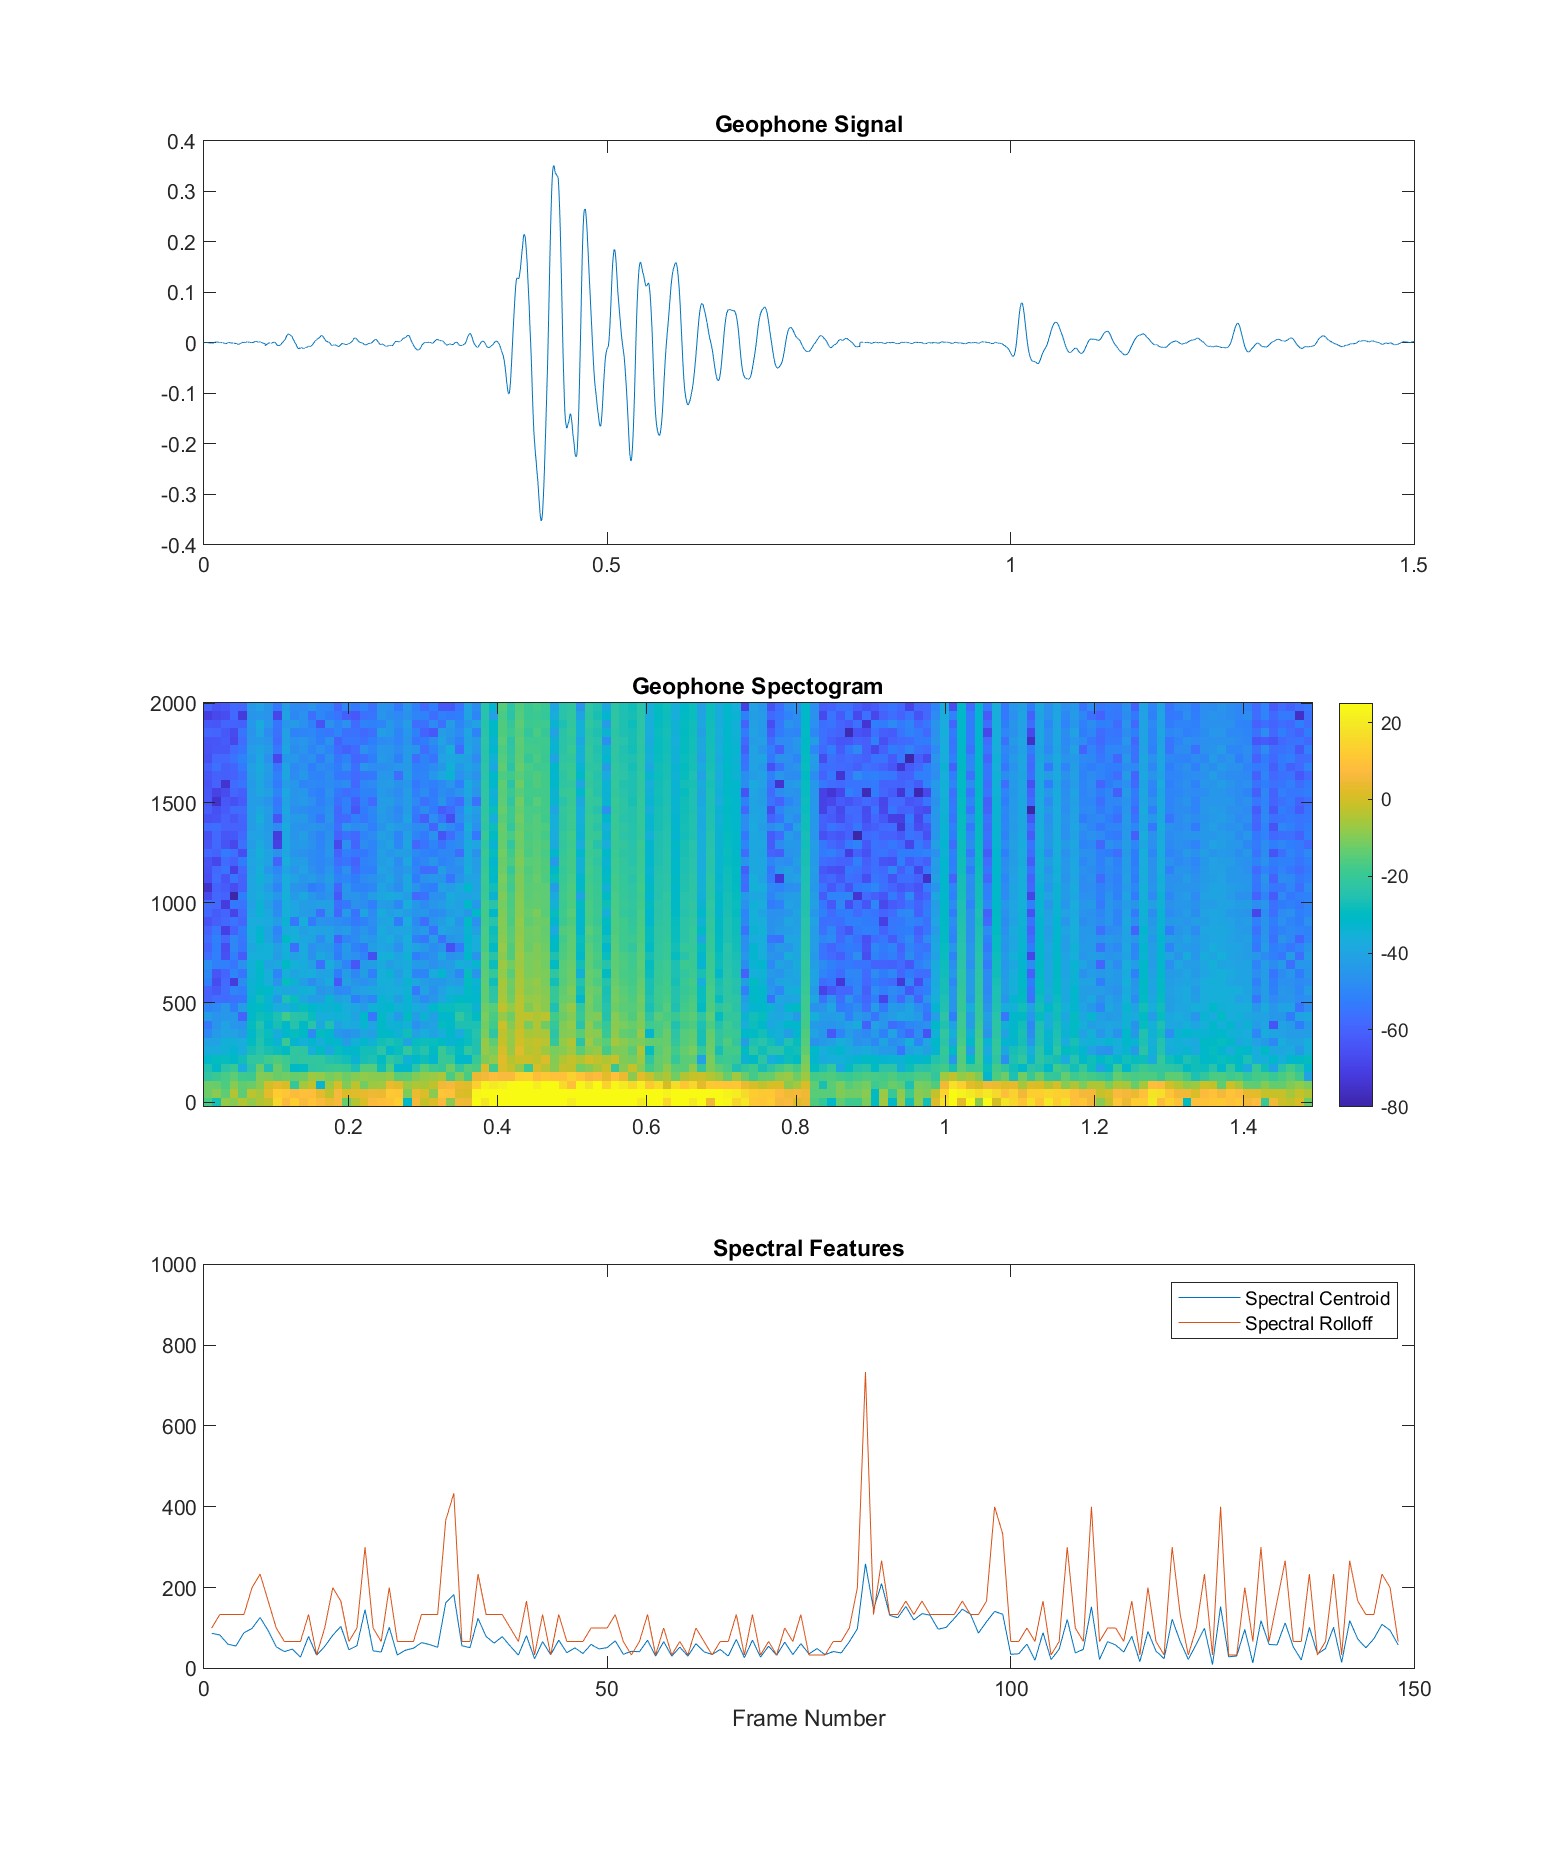 Geophone Signal
0.4
0.3
0.2
0.1
0
-0.1
-0.2
-0.3
-0.4
0 0.5 1 1.5
Geophone Spectogram
2000
1500
1000
500
0
0.2 0.4 0.6 0.8 1 1.2 1.4
20
0
-20
-40
-60
-80
Spectral Features
1000
800
600
400
200
0
0 50 100 150
Spectral Centroid
Spectral Rolloff
Frame Number